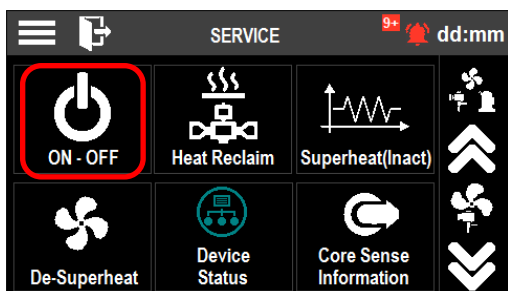 SERVICE
9+
dd:mm
ON - OFF
Heat Reclaim
Superheat(Inact)
De-Superheat
Device
Status
Core Sense
Information